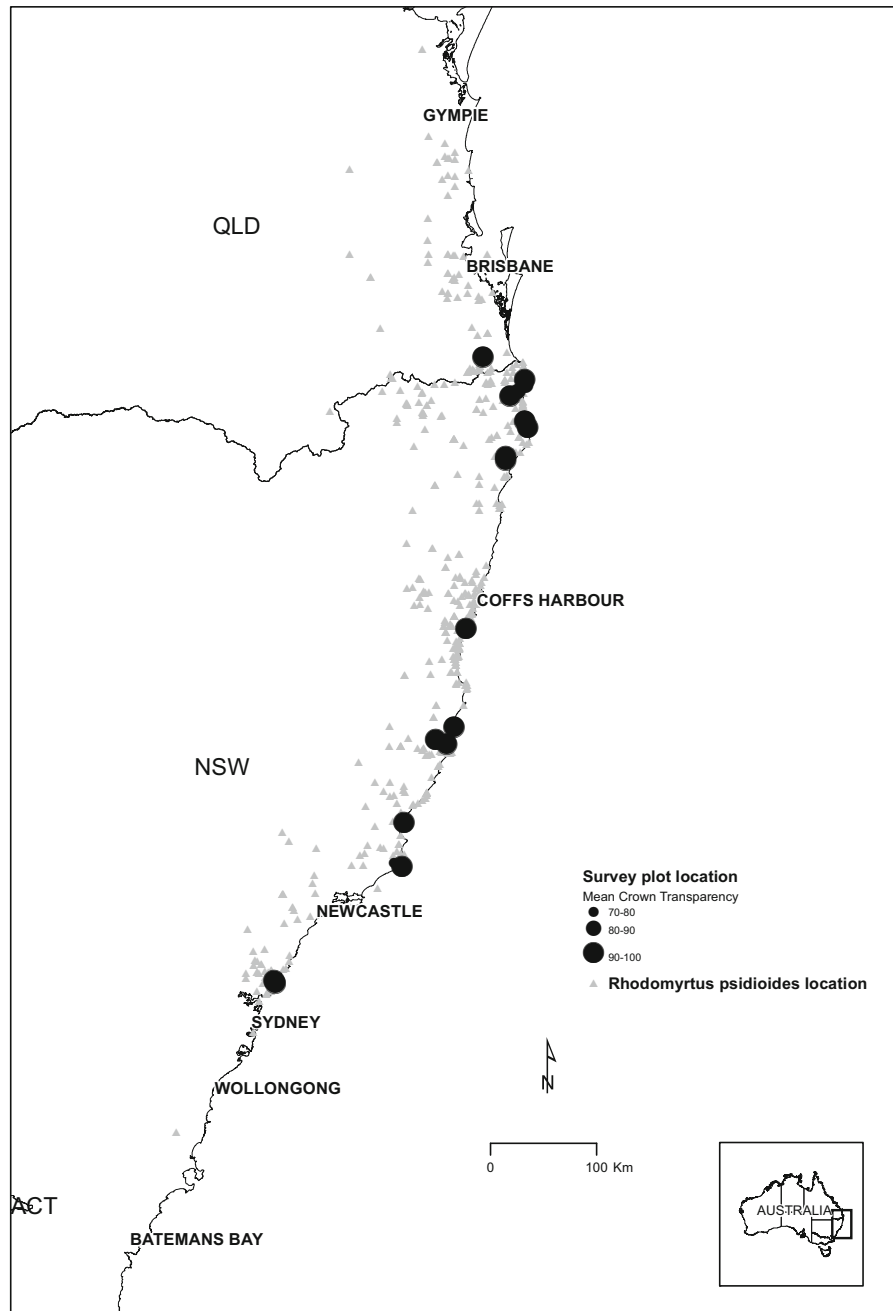 GYMPIE
QLD
BRISBANE
COFFS HARBOUR
NSW
Survey plot location
Mean Crown Transparency
70-80
80-90
90-100
Rhodomyrtus psidioides location
NEWCASTLE
SYDNEY
WOLLONGONG
N
0 100 Km
ACT
AUSTRALIA
BATEMANS BAY